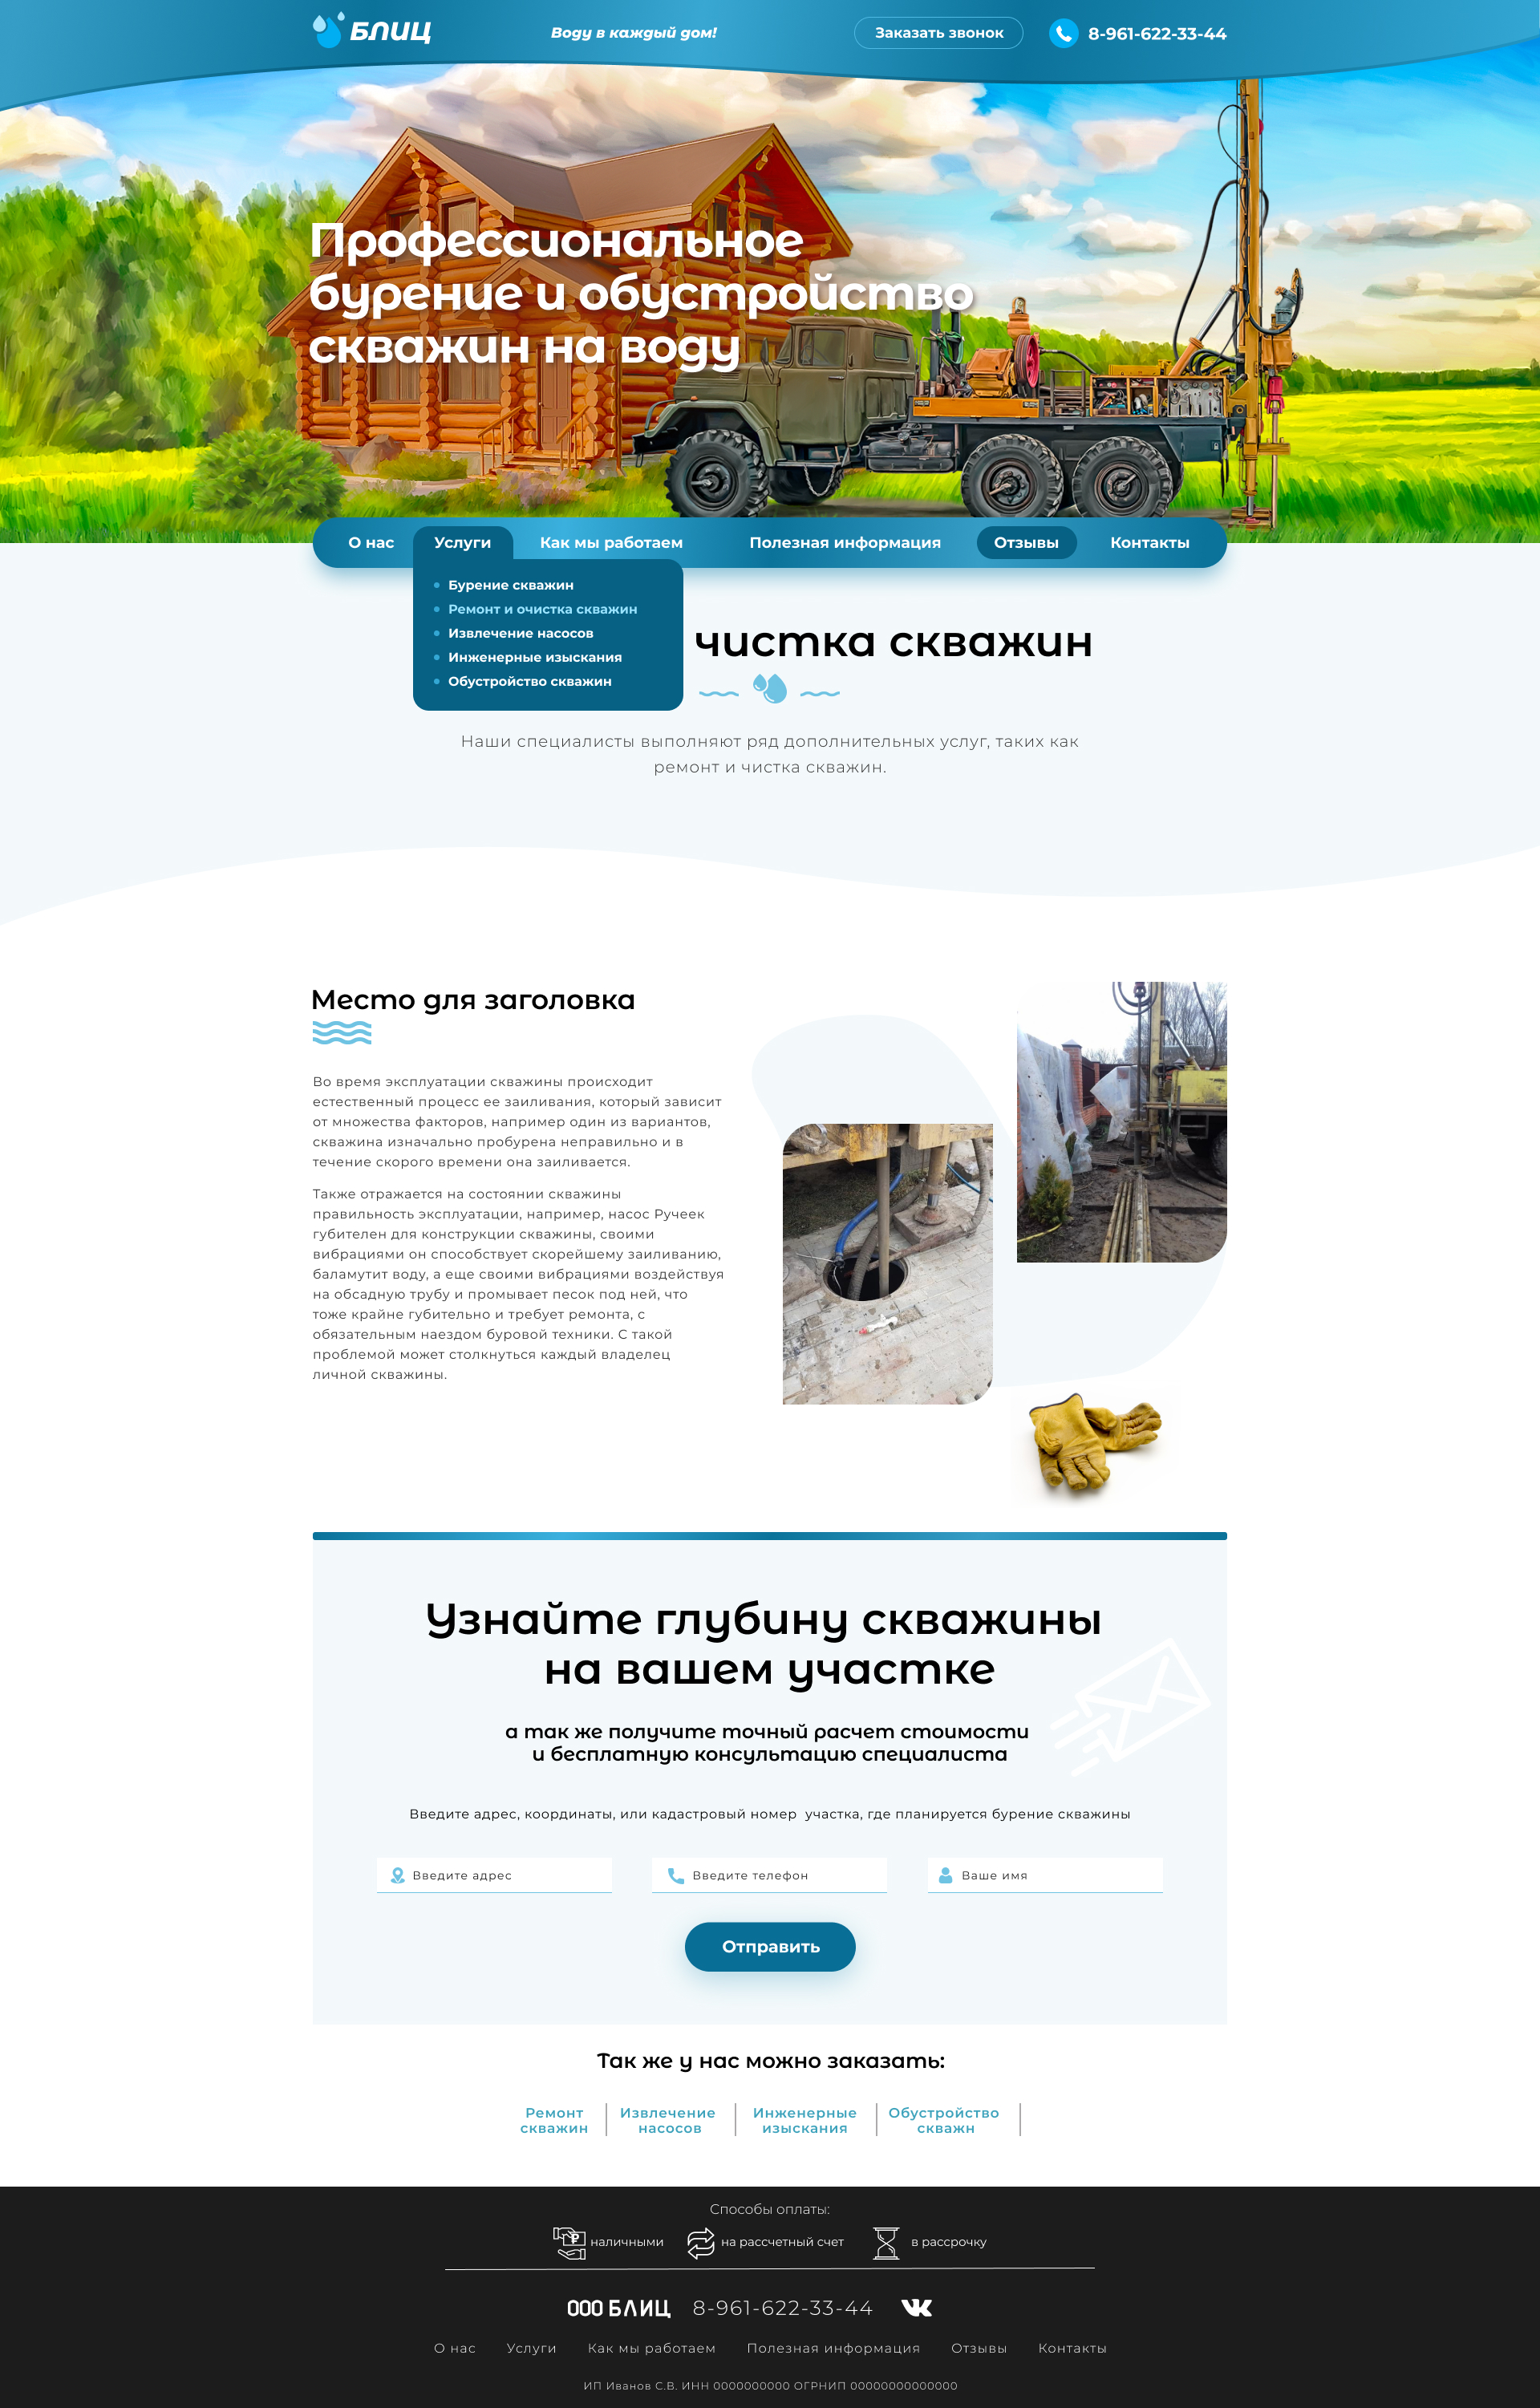 БЛИЦ
Воду в каждый дом!
Заказать звонок
8-961-622-33-44
Профессиональное
бурение и обустройство
скважин на воду
О нас
Услуги
Как мы работаем
Полезная информация
Отзывы
Контакты
Бурение скважин
Ремонт и очистка скважин
Извлечение насосов
Инженерные изыскания
Обустройство скважин
чистка скважин
Наши специалисты выполняют ряд дополнительных услуг, таких как
ремонт и чистка скважин.
Место для заголовка
Во время эксплуатации скважины происходит
естественный процесс ее заиливания, который зависит
от множества факторов, например один из вариантов,
скважина изначально пробурена неправильно и в
течение скорого времени она заиливается.
Также отражается на состоянии скважины
правильность эксплуатации, например, насос Ручеек
губителен для конструкции скважины, своими
вибрациями он способствует скорейшему заиливанию,
баламутит воду, а еще своими вибрациями воздействуя
на обсадную трубу и промывает песок под ней, что
тоже крайне губительно и требует ремонта, с
обязательным наездом буровой техники. С такой
проблемой может столкнуться каждый владелец
личной скважины.
Узнайте глубину скважины
на вашем участке
а так же получите точный расчет стоимости
и бесплатную консультацию специалиста
Введите адрес, координаты, или кадастровый номер  участка, где планируется бурение скважины
Введите адрес
Введите телефон
Ваше имя
Отправить
Так же у нас можно заказать:
Ремонт
скважин
Извлечение
насосов
Инженерные
изыскания
Обустройство
скважн
Способы оплаты:
наличными
на рассчетный счет
в рассрочку
ООО БЛИЦ
8-961-622-33-44
О нас
Услуги
Как мы работаем
Полезная информация
Отзывы
Контакты
ИП Иванов С.В. ИНН 0000000000 ОГРНИП 00000000000000